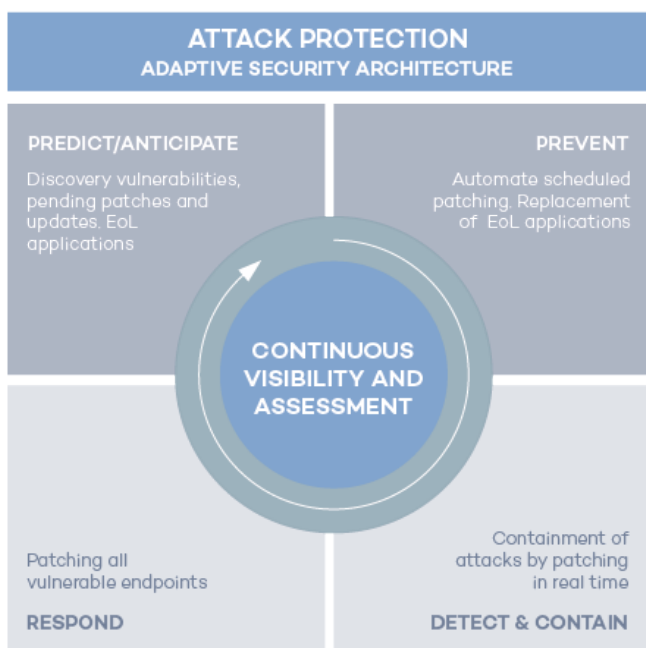 ATTACK PROTECTION
ADAPTIVE SECURITY ARCHITECTURE
PREDICT/ANTICIPATE
Discovery vulnerabilities,
pending patches and
updates. EoL
applications
PREVENT
Automate scheduled
patching. Replacement
of EoL applications
CONTINUOUS
VISIBILITY AND
ASSESSMENT
Patching all
vulnerable endpoints
RESPOND
Containment of
attacks by patching
in real time
DETECT & CONTAIN